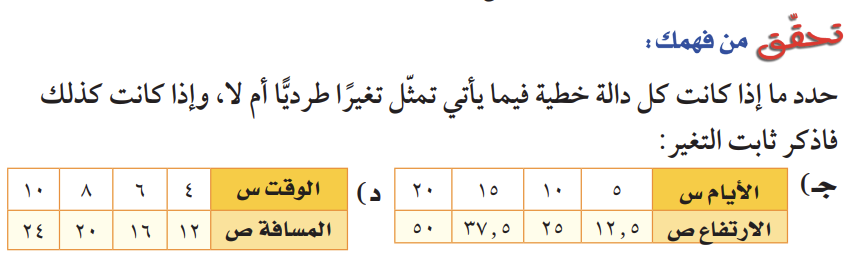 تحقّق من فهمك:
حدد ما إذا كانت كل دالة خطية فيما يأتي تمثّل تغيرًا طرديًّا أم لا، وإذا كانت كذلك
فاذكر ثابت التغير:
جـ)
الأيام س ٥ ١٠ ١٥ ٢٠
الارتفاع ص ١٢,٥ ٢٥ ٣٧,٥ ٥٠
د)
الوقت س ٤ ٦ ٨ ١٠
المسافة ص ١٢ ١٦ ٢٠ ٢٤